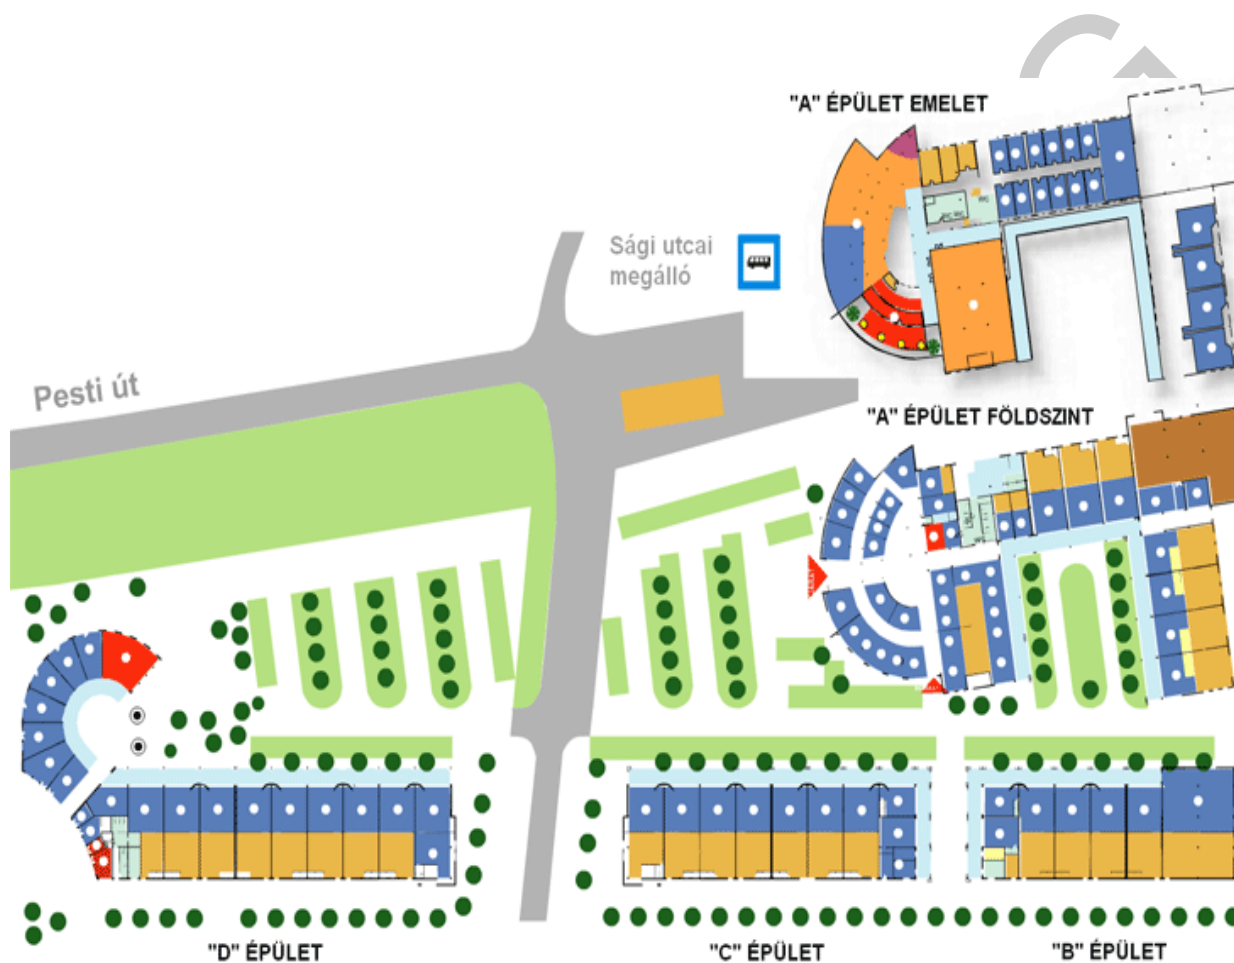 "A" ÉPÜLET EMELET
Sági utcai
megálló
Pesti út
"A" ÉPÜLET FÖLDSZINT
"D" ÉPÜLET
"C" ÉPÜLET
"B" ÉPÜLET